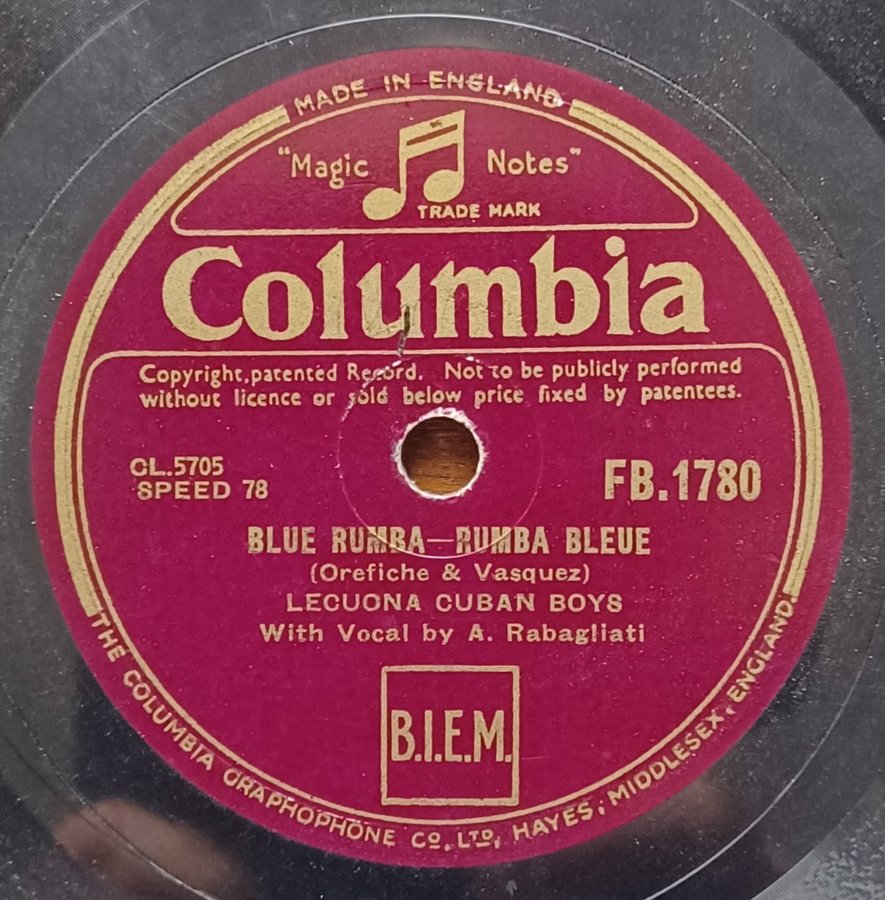 MADE IN ENGLAND
"Magic Notes"
TRADE MARK
Columbia
Copyright, patented Record. Not to be publicly performed
without licence or sold below price fixed by patentees.
CL.5705
SPEED 78
FB.1780
BLUE RUMBA—RUMBA BLEUE
(Orefiche & Vasquez)
LECUONA CUBAN BOYS
With Vocal by A. Rabagliati
B.I.E.M.
THE COLUMBIA GRAPHOPHONE CO. LTD, HAYES, MIDDLESEX, ENGLAND.